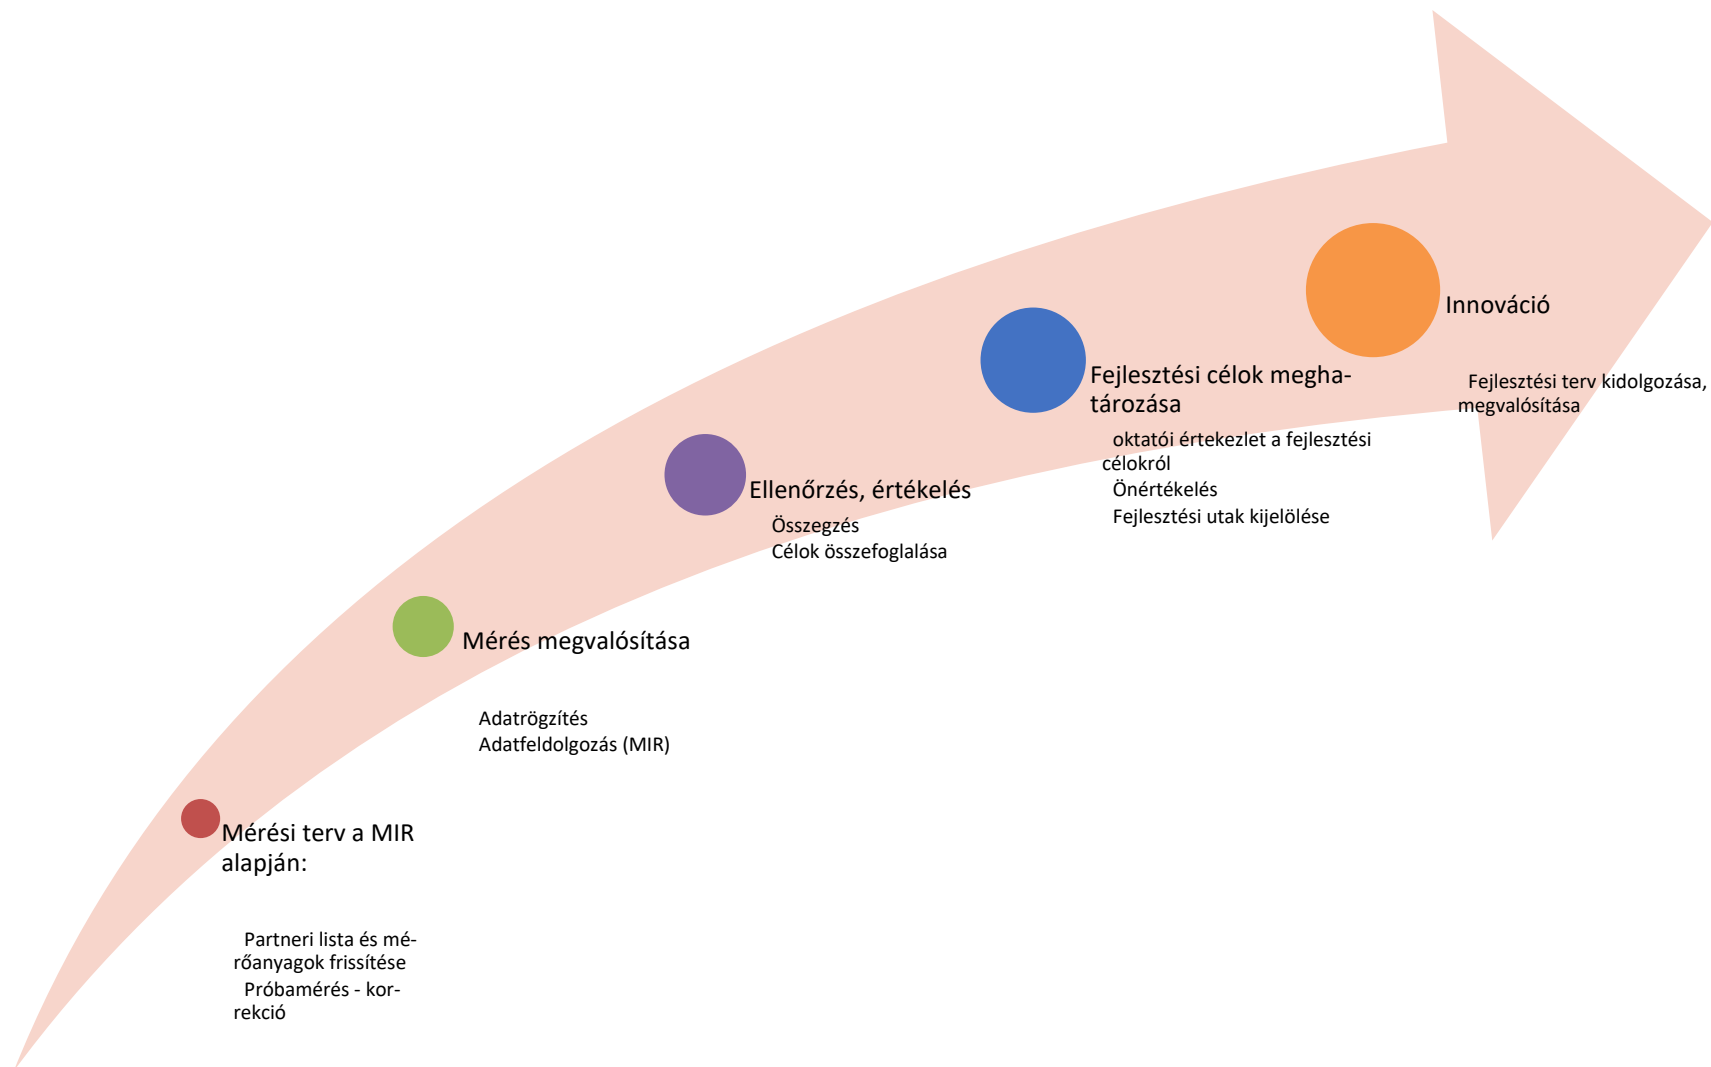 Mérési terv a MIR
alapján:
Partneri lista és mé-
rőanyagok frissítése
Próbamérés - kor-
rekció
Mérés megvalósítása
Adatrögzítés
Adatfeldolgozás (MIR)
Ellenőrzés, értékelés
Összegzés
Célok összefoglalása
Fejlesztési célok megha-
tározása
oktatói értekezlet a fejlesztési
célokról
Önértékelés
Fejlesztési utak kijelölése
Innováció
Fejlesztési terv kidolgozása,
megvalósítása